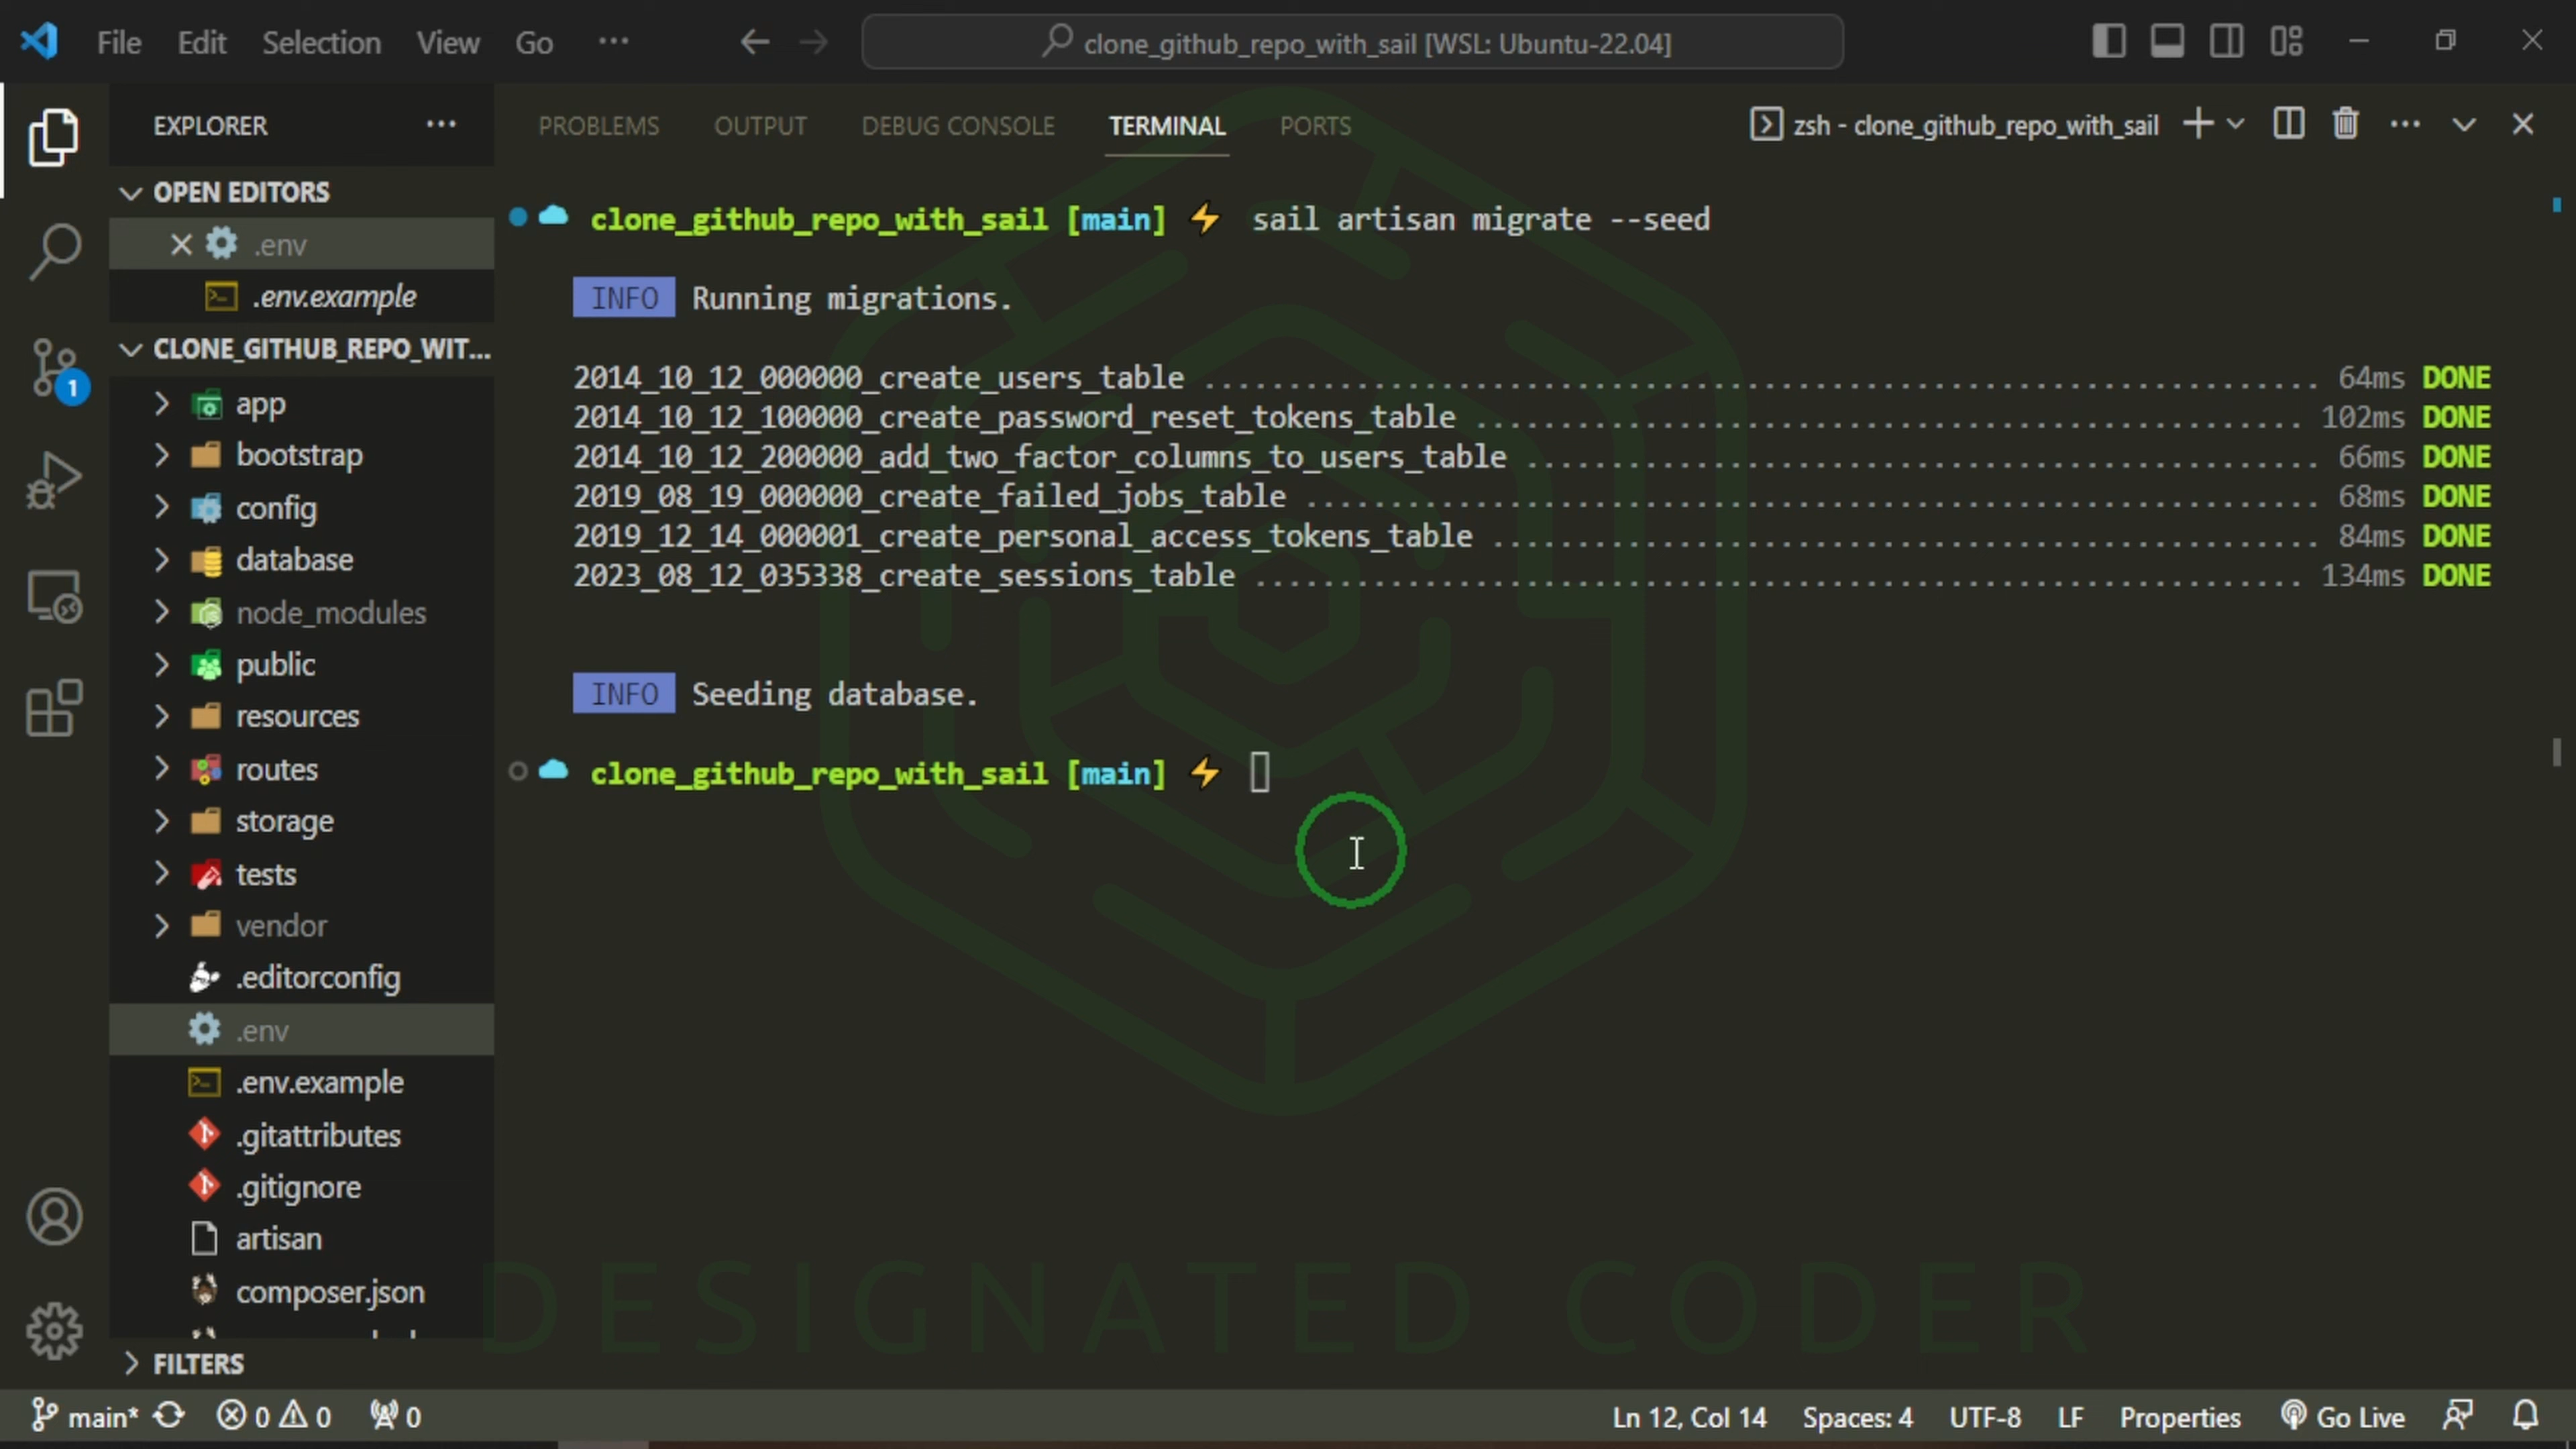 File Edit Selection View Go ···
clone_github_repo_with_sail [WSL: Ubuntu-22.04]
EXPLORER ···
OPEN EDITORS
.env
.env.example
CLONE_GITHUB_REPO_WIT...
app
bootstrap
config
database
node_modules
public
resources
routes
storage
tests
vendor
.editorconfig
.env
.env.example
.gitattributes
.gitignore
artisan
composer.json
FILTERS
1
PROBLEMS OUTPUT DEBUG CONSOLE TERMINAL PORTS
zsh - clone_github_repo_with_sail
clone_github_repo_with_sail [main] ⚡ sail artisan migrate --seed
INFO Running migrations.
2014_10_12_000000_create_users_table .................................................................. 64ms DONE
2014_10_12_100000_create_password_reset_tokens_table ................................................. 102ms DONE
2014_10_12_200000_add_two_factor_columns_to_users_table ............................................... 66ms DONE
2019_08_19_000000_create_failed_jobs_table ............................................................ 68ms DONE
2019_12_14_000001_create_personal_access_tokens_table ................................................. 84ms DONE
2023_08_12_035338_create_sessions_table .............................................................. 134ms DONE
INFO Seeding database.
clone_github_repo_with_sail [main] ⚡
DESIGNATED CODER
main* 0 0 0
Ln 12, Col 14 Spaces: 4 UTF-8 LF Properties Go Live